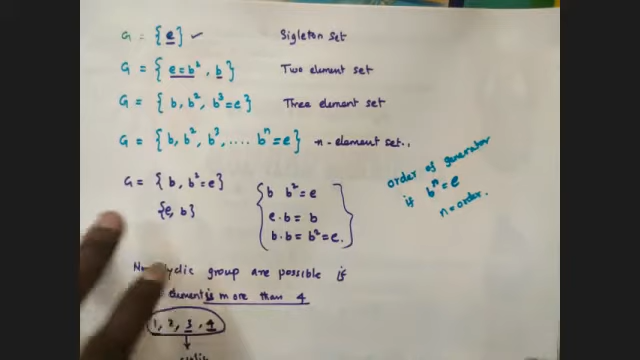 G = {e} ✓ Sigleton set
G = {e=b², b} Two element set
G = {b, b², b³=e} Three element set
G = {b, b², b³, .... bⁿ=e} n-element set..
G = {b, b²=e}
{e, b}
b b² = e
e·b = b
b·b = b² = e.
order of generator
if bⁿ = e
n = order.
group are possible if
element is more than 4
1, 2, 3, 4